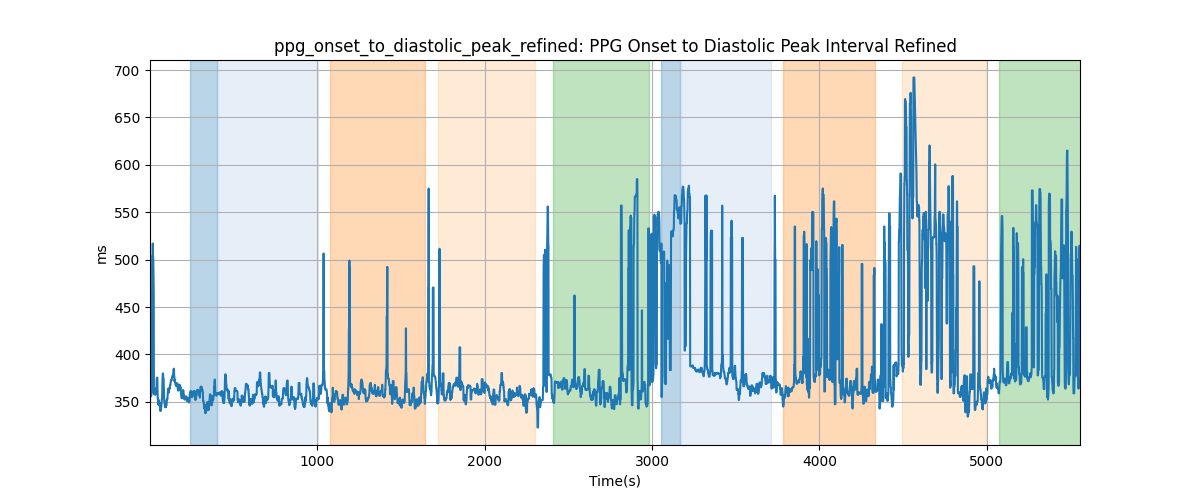 ppg_onset_to_diastolic_peak_refined: PPG Onset to Diastolic Peak Interval Refined
700
650
600
550
500
450
400
350
ms
1000 2000 3000 4000 5000
Time(s)